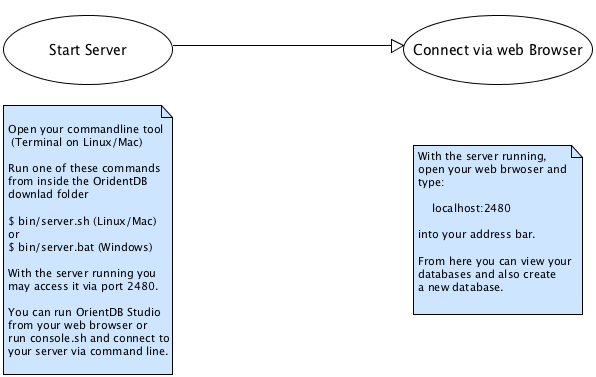 Start Server
Connect via web Browser
Open your commandline tool
(Terminal on Linux/Mac)
Run one of these commands
from inside the OridentDB
downlad folder
$ bin/server.sh (Linux/Mac)
or
$ bin/server.bat (Windows)
With the server running you
may access it via port 2480.
You can run OrientDB Studio
from your web browser or
run console.sh and connect to
your server via command line.
With the server running,
open your web brwoser and
type:
localhost:2480
into your address bar.
From here you can view your
databases and also create
a new database.